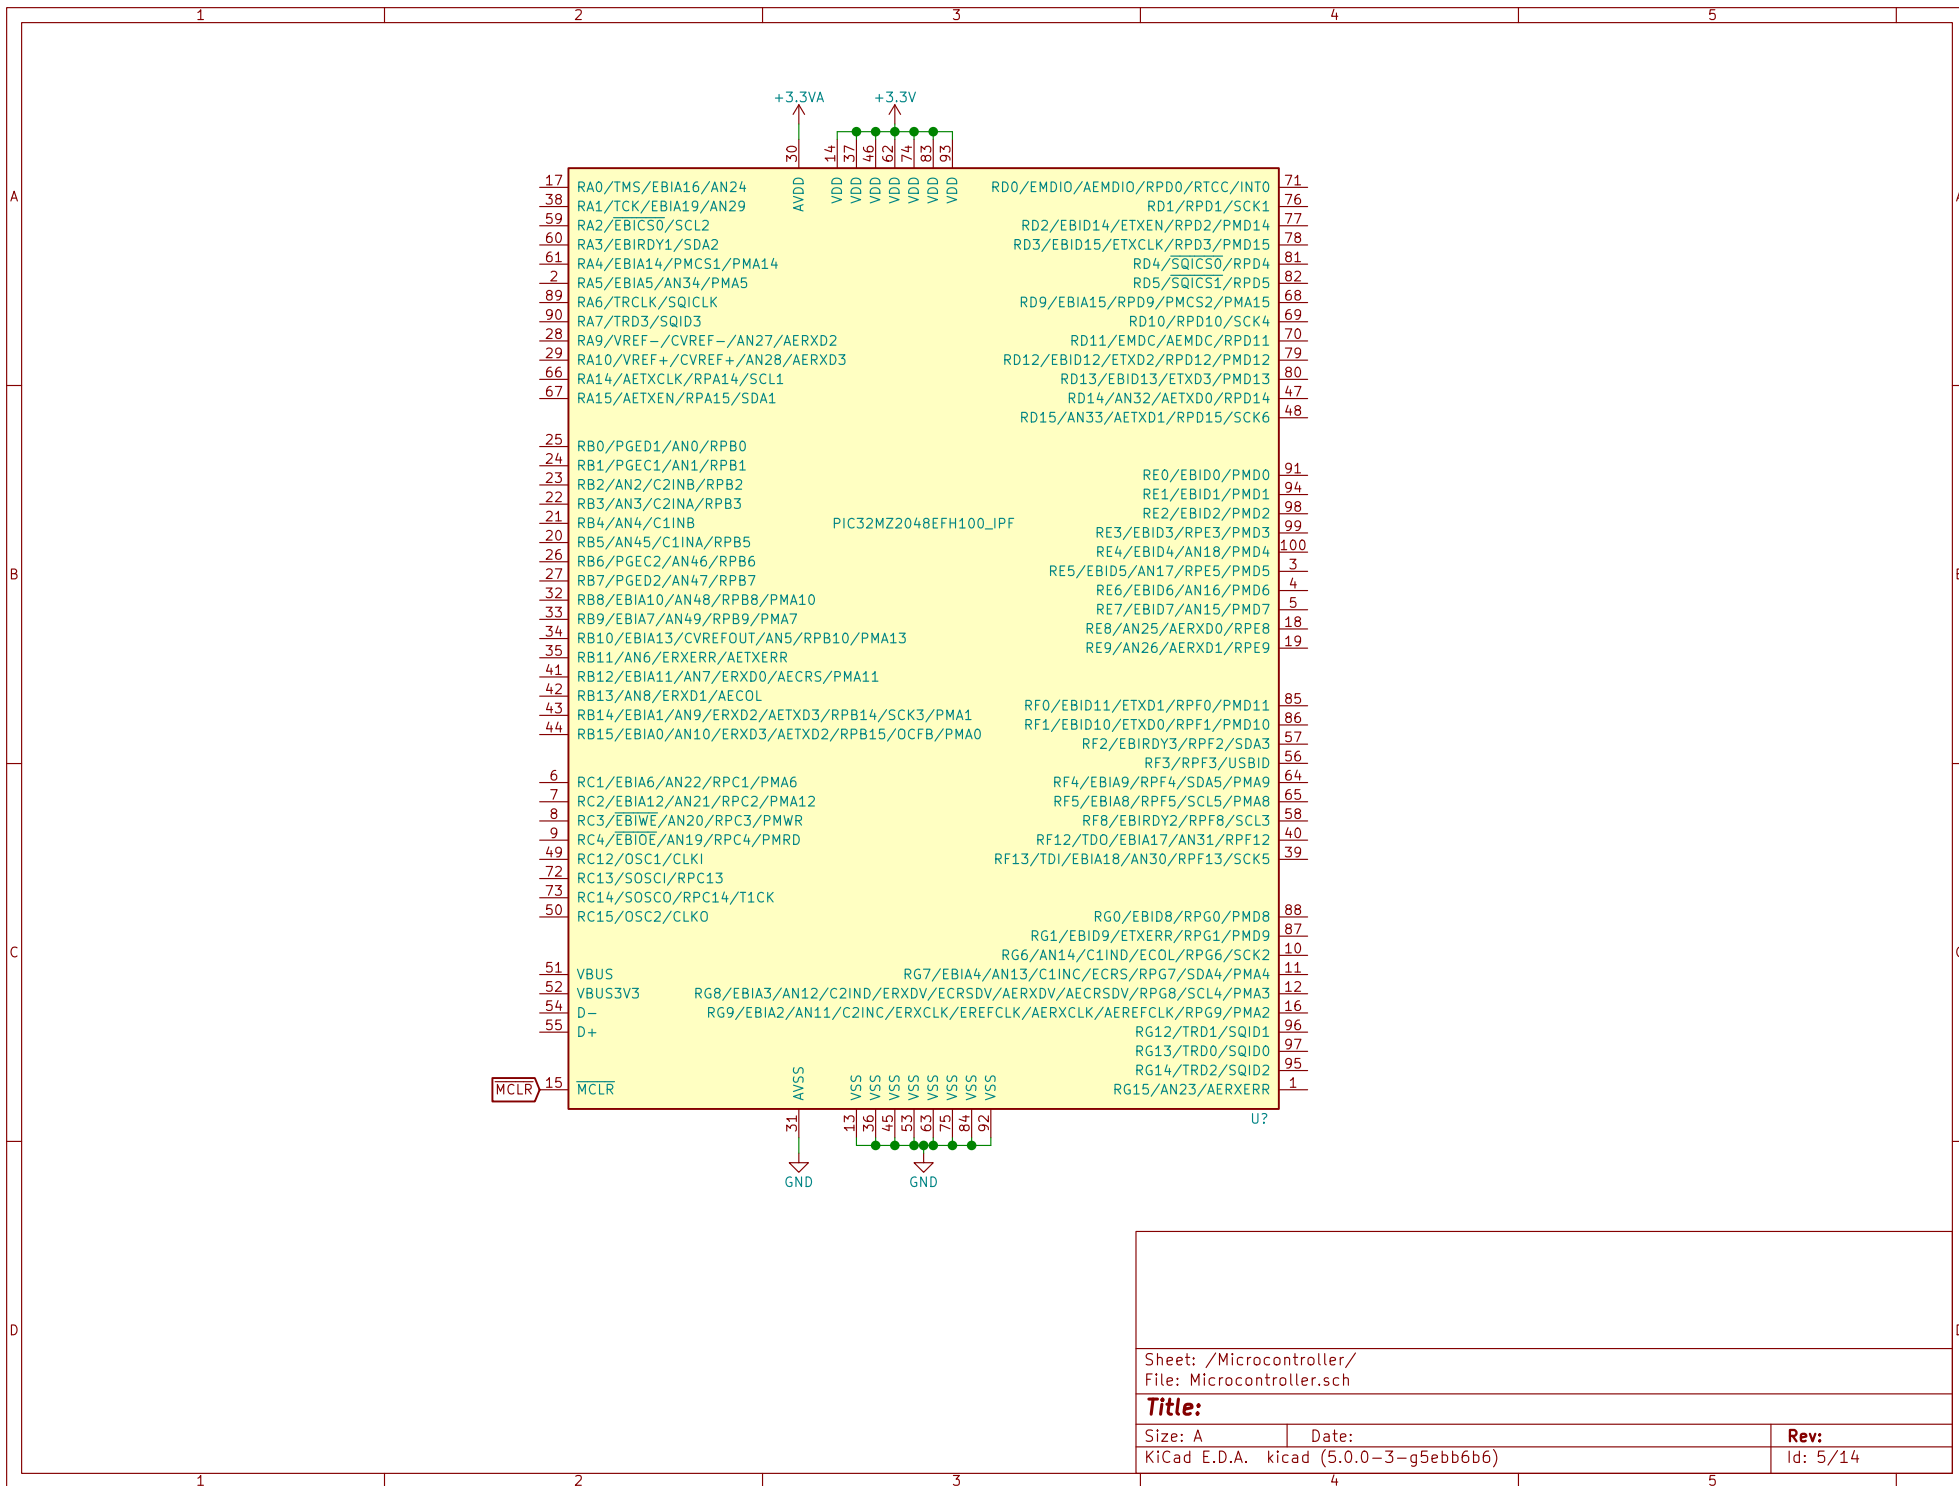 1 2 3 4 5
+3.3VA +3.3V
30 14 37 46 62 74 83 93
AVDD VDD VDD VDD VDD VDD VDD VDD
17 RA0/TMS/EBIA16/AN24
38 RA1/TCK/EBIA19/AN29
59 RA2/EBICS0/SCL2
60 RA3/EBIRDY1/SDA2
61 RA4/EBIA14/PMCS1/PMA14
2 RA5/EBIA5/AN34/PMA5
89 RA6/TRCLK/SQICLK
90 RA7/TRD3/SQID3
28 RA9/VREF-/CVREF-/AN27/AERXD2
29 RA10/VREF+/CVREF+/AN28/AERXD3
66 RA14/AETXCLK/RPA14/SCL1
67 RA15/AETXEN/RPA15/SDA1
25 RB0/PGED1/AN0/RPB0
24 RB1/PGEC1/AN1/RPB1
23 RB2/AN2/C2INB/RPB2
22 RB3/AN3/C2INA/RPB3
21 RB4/AN4/C1INB
20 RB5/AN45/C1INA/RPB5
26 RB6/PGEC2/AN46/RPB6
27 RB7/PGED2/AN47/RPB7
32 RB8/EBIA10/AN48/RPB8/PMA10
33 RB9/EBIA7/AN49/RPB9/PMA7
34 RB10/EBIA13/CVREFOUT/AN5/RPB10/PMA13
35 RB11/AN6/ERXERR/AETXERR
41 RB12/EBIA11/AN7/ERXD0/AECRS/PMA11
42 RB13/AN8/ERXD1/AECOL
43 RB14/EBIA1/AN9/ERXD2/AETXD3/RPB14/SCK3/PMA1
44 RB15/EBIA0/AN10/ERXD3/AETXD2/RPB15/OCFB/PMA0
6 RC1/EBIA6/AN22/RPC1/PMA6
7 RC2/EBIA12/AN21/RPC2/PMA12
8 RC3/EBIWE/AN20/RPC3/PMWR
9 RC4/EBIOE/AN19/RPC4/PMRD
49 RC12/OSC1/CLKI
72 RC13/SOSCI/RPC13
73 RC14/SOSCO/RPC14/T1CK
50 RC15/OSC2/CLKO
51 VBUS
52 VBUS3V3
54 D-
55 D+
MCLR 15 MCLR
PIC32MZ2048EFH100_IPF
RD0/EMDIO/AEMDIO/RPD0/RTCC/INT0 71
RD1/RPD1/SCK1 76
RD2/EBID14/ETXEN/RPD2/PMD14 77
RD3/EBID15/ETXCLK/RPD3/PMD15 78
RD4/SQICS0/RPD4 81
RD5/SQICS1/RPD5 82
RD9/EBIA15/RPD9/PMCS2/PMA15 68
RD10/RPD10/SCK4 69
RD11/EMDC/AEMDC/RPD11 70
RD12/EBID12/ETXD2/RPD12/PMD12 79
RD13/EBID13/ETXD3/PMD13 80
RD14/AN32/AETXD0/RPD14 47
RD15/AN33/AETXD1/RPD15/SCK6 48
RE0/EBID0/PMD0 91
RE1/EBID1/PMD1 94
RE2/EBID2/PMD2 98
RE3/EBID3/RPE3/PMD3 99
RE4/EBID4/AN18/PMD4 100
RE5/EBID5/AN17/RPE5/PMD5 3
RE6/EBID6/AN16/PMD6 4
RE7/EBID7/AN15/PMD7 5
RE8/AN25/AERXD0/RPE8 18
RE9/AN26/AERXD1/RPE9 19
RF0/EBID11/ETXD1/RPF0/PMD11 85
RF1/EBID10/ETXD0/RPF1/PMD10 86
RF2/EBIRDY3/RPF2/SDA3 57
RF3/RPF3/USBID 56
RF4/EBIA9/RPF4/SDA5/PMA9 64
RF5/EBIA8/RPF5/SCL5/PMA8 65
RF8/EBIRDY2/RPF8/SCL3 58
RF12/TDO/EBIA17/AN31/RPF12 40
RF13/TDI/EBIA18/AN30/RPF13/SCK5 39
RG0/EBID8/RPG0/PMD8 88
RG1/EBID9/ETXERR/RPG1/PMD9 87
RG6/AN14/C1IND/ECOL/RPG6/SCK2 10
RG7/EBIA4/AN13/C1INC/ECRS/RPG7/SDA4/PMA4 11
RG8/EBIA3/AN12/C2IND/ERXDV/ECRSDV/AERXDV/AECRSDV/RPG8/SCL4/PMA3 12
RG9/EBIA2/AN11/C2INC/ERXCLK/EREFCLK/AERXCLK/AEREFCLK/RPG9/PMA2 16
RG12/TRD1/SQID1 96
RG13/TRD0/SQID0 97
RG14/TRD2/SQID2 95
RG15/AN23/AERXERR 1
AVSS VSS VSS VSS VSS VSS VSS VSS VSS
31 13 36 45 53 63 75 84 92
U?
GND GND
A
B
C
D
Sheet: /Microcontroller/
File: Microcontroller.sch
Title:
Size: A Date: Rev:
KiCad E.D.A. kicad (5.0.0-3-g5ebb6b6) Id: 5/14
1 2 3 4 5